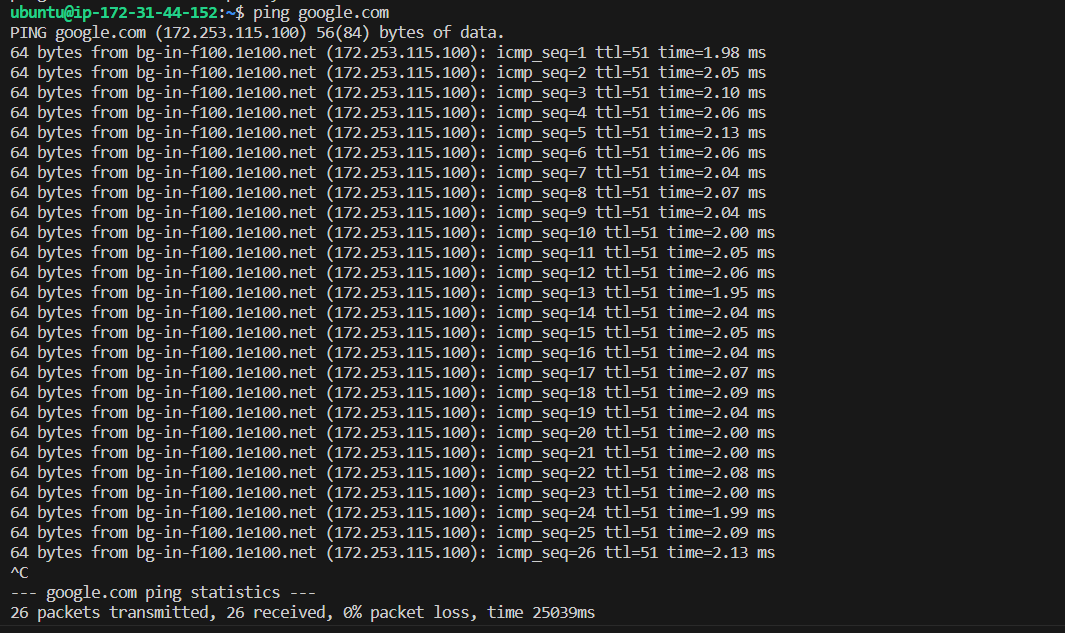 ubuntu@ip-172-31-44-152:~$ ping google.com
PING google.com (172.253.115.100) 56(84) bytes of data.
64 bytes from bg-in-f100.1e100.net (172.253.115.100): icmp_seq=1 ttl=51 time=1.98 ms
64 bytes from bg-in-f100.1e100.net (172.253.115.100): icmp_seq=2 ttl=51 time=2.05 ms
64 bytes from bg-in-f100.1e100.net (172.253.115.100): icmp_seq=3 ttl=51 time=2.10 ms
64 bytes from bg-in-f100.1e100.net (172.253.115.100): icmp_seq=4 ttl=51 time=2.06 ms
64 bytes from bg-in-f100.1e100.net (172.253.115.100): icmp_seq=5 ttl=51 time=2.13 ms
64 bytes from bg-in-f100.1e100.net (172.253.115.100): icmp_seq=6 ttl=51 time=2.06 ms
64 bytes from bg-in-f100.1e100.net (172.253.115.100): icmp_seq=7 ttl=51 time=2.04 ms
64 bytes from bg-in-f100.1e100.net (172.253.115.100): icmp_seq=8 ttl=51 time=2.07 ms
64 bytes from bg-in-f100.1e100.net (172.253.115.100): icmp_seq=9 ttl=51 time=2.04 ms
64 bytes from bg-in-f100.1e100.net (172.253.115.100): icmp_seq=10 ttl=51 time=2.00 ms
64 bytes from bg-in-f100.1e100.net (172.253.115.100): icmp_seq=11 ttl=51 time=2.05 ms
64 bytes from bg-in-f100.1e100.net (172.253.115.100): icmp_seq=12 ttl=51 time=2.06 ms
64 bytes from bg-in-f100.1e100.net (172.253.115.100): icmp_seq=13 ttl=51 time=1.95 ms
64 bytes from bg-in-f100.1e100.net (172.253.115.100): icmp_seq=14 ttl=51 time=2.04 ms
64 bytes from bg-in-f100.1e100.net (172.253.115.100): icmp_seq=15 ttl=51 time=2.05 ms
64 bytes from bg-in-f100.1e100.net (172.253.115.100): icmp_seq=16 ttl=51 time=2.04 ms
64 bytes from bg-in-f100.1e100.net (172.253.115.100): icmp_seq=17 ttl=51 time=2.07 ms
64 bytes from bg-in-f100.1e100.net (172.253.115.100): icmp_seq=18 ttl=51 time=2.09 ms
64 bytes from bg-in-f100.1e100.net (172.253.115.100): icmp_seq=19 ttl=51 time=2.04 ms
64 bytes from bg-in-f100.1e100.net (172.253.115.100): icmp_seq=20 ttl=51 time=2.00 ms
64 bytes from bg-in-f100.1e100.net (172.253.115.100): icmp_seq=21 ttl=51 time=2.00 ms
64 bytes from bg-in-f100.1e100.net (172.253.115.100): icmp_seq=22 ttl=51 time=2.08 ms
64 bytes from bg-in-f100.1e100.net (172.253.115.100): icmp_seq=23 ttl=51 time=2.00 ms
64 bytes from bg-in-f100.1e100.net (172.253.115.100): icmp_seq=24 ttl=51 time=1.99 ms
64 bytes from bg-in-f100.1e100.net (172.253.115.100): icmp_seq=25 ttl=51 time=2.09 ms
64 bytes from bg-in-f100.1e100.net (172.253.115.100): icmp_seq=26 ttl=51 time=2.13 ms
^C
--- google.com ping statistics ---
26 packets transmitted, 26 received, 0% packet loss, time 25039ms